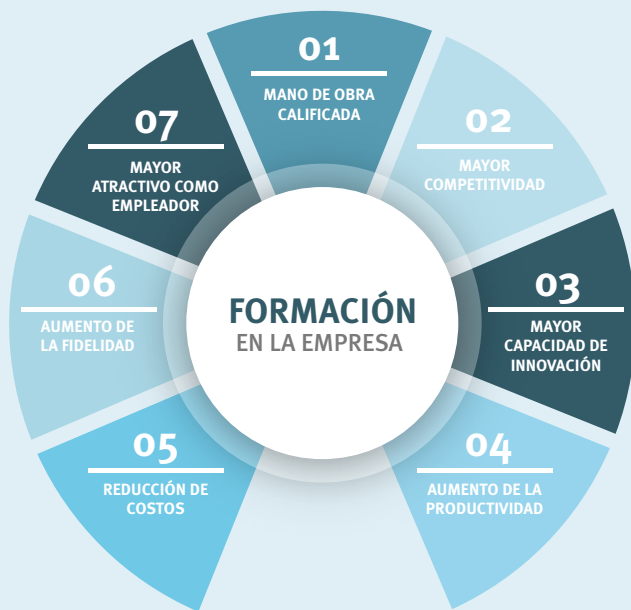 01
MANO DE OBRA
CALIFICADA
02
MAYOR
COMPETITIVIDAD
03
MAYOR
CAPACIDAD DE
INNOVACIÓN
04
AUMENTO DE LA
PRODUCTIVIDAD
05
REDUCCIÓN DE
COSTOS
06
AUMENTO DE
LA FIDELIDAD
07
MAYOR
ATRACTIVO COMO
EMPLEADOR
FORMACIÓN
EN LA EMPRESA